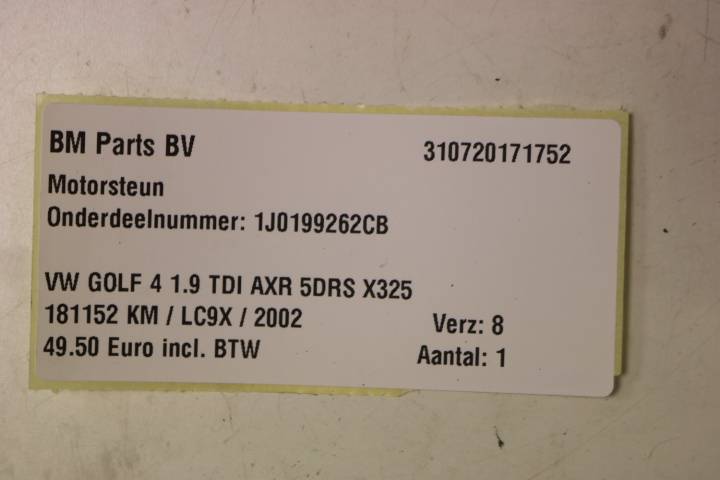 BM Parts BV 310720171752
Motorsteun
Onderdeelnummer: 1J0199262CB
VW GOLF 4 1.9 TDI AXR 5DRS X325
181152 KM / LC9X / 2002 Verz: 8
49.50 Euro incl. BTW Aantal: 1